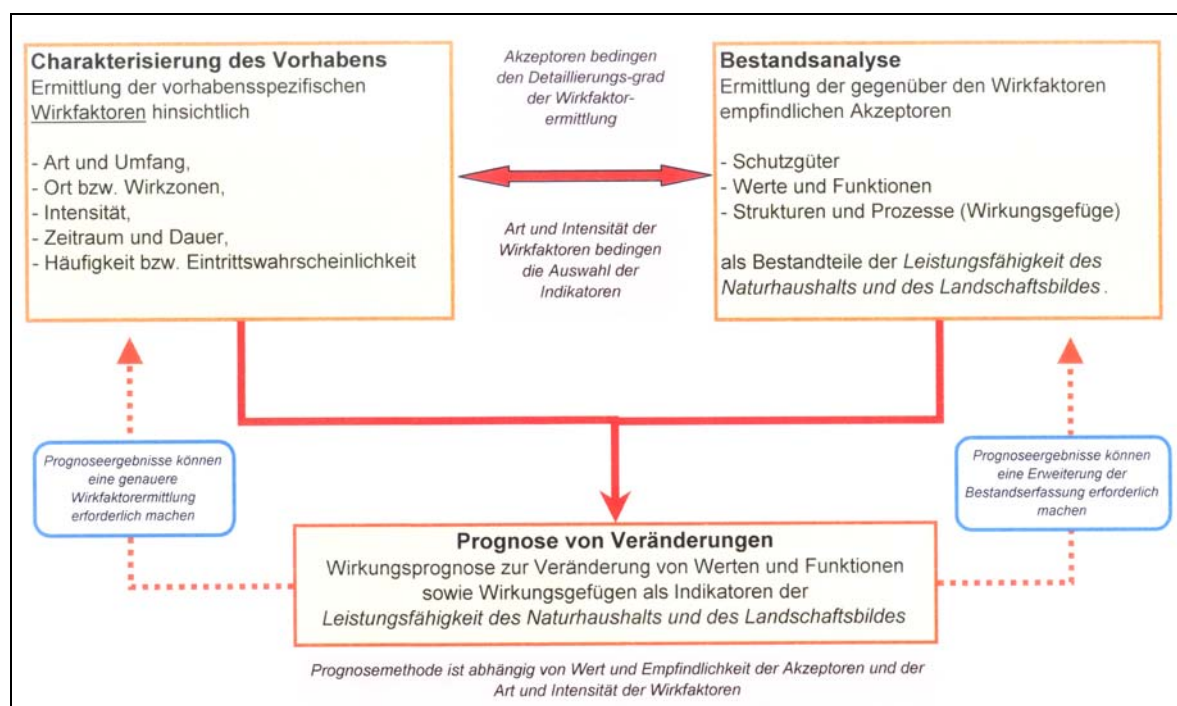 Charakterisierung des Vorhabens
Ermittlung der vorhabensspezifischen
Wirkfaktoren hinsichtlich
- Art und Umfang,
- Ort bzw. Wirkzonen,
- Intensität,
- Zeitraum und Dauer,
- Häufigkeit bzw. Eintrittswahrscheinlichkeit
Akzeptoren bedingen
den Detaillierungs-grad
der Wirkfaktor-
ermittlung
Art und Intensität der
Wirkfaktoren bedingen
die Auswahl der
Indikatoren
Bestandsanalyse
Ermittlung der gegenüber den Wirkfaktoren
empfindlichen Akzeptoren
- Schutzgüter
- Werte und Funktionen
- Strukturen und Prozesse (Wirkungsgefüge)
als Bestandteile der Leistungsfähigkeit des
Naturhaushalts und des Landschaftsbildes .
Prognoseergebnisse können
eine genauere
Wirkfaktorermittlung
erforderlich machen
Prognoseergebnisse können
eine Erweiterung der
Bestandserfassung erforderlich
machen
Prognose von Veränderungen
Wirkungsprognose zur Veränderung von Werten und Funktionen
sowie Wirkungsgefügen als Indikatoren der
Leistungsfähigkeit des Naturhaushalts und des Landschaftsbildes
Prognosemethode ist abhängig von Wert und Empfindlichkeit der Akzeptoren und der
Art und Intensität der Wirkfaktoren